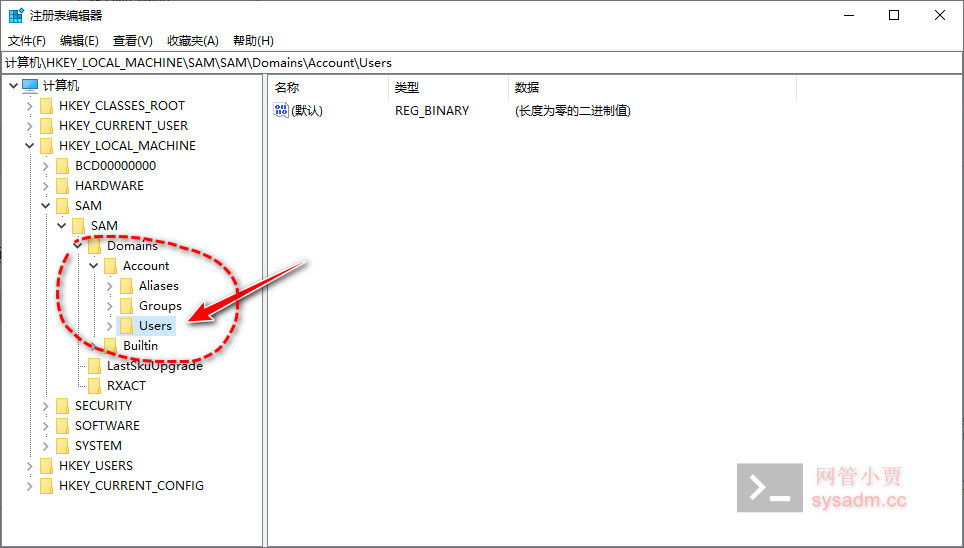 注册表编辑器
文件(F) 编辑(E) 查看(V) 收藏夹(A) 帮助(H)
计算机\HKEY_LOCAL_MACHINE\SAM\SAM\Domains\Account\Users
计算机
HKEY_CLASSES_ROOT
HKEY_CURRENT_USER
HKEY_LOCAL_MACHINE
BCD00000000
HARDWARE
SAM
SAM
Domains
Account
Aliases
Groups
Users
Builtin
LastSkuUpgrade
RXACT
SECURITY
SOFTWARE
SYSTEM
HKEY_USERS
HKEY_CURRENT_CONFIG
名称 类型 数据
(默认) REG_BINARY (长度为零的二进制值)
网管小贾
sysadm.cc